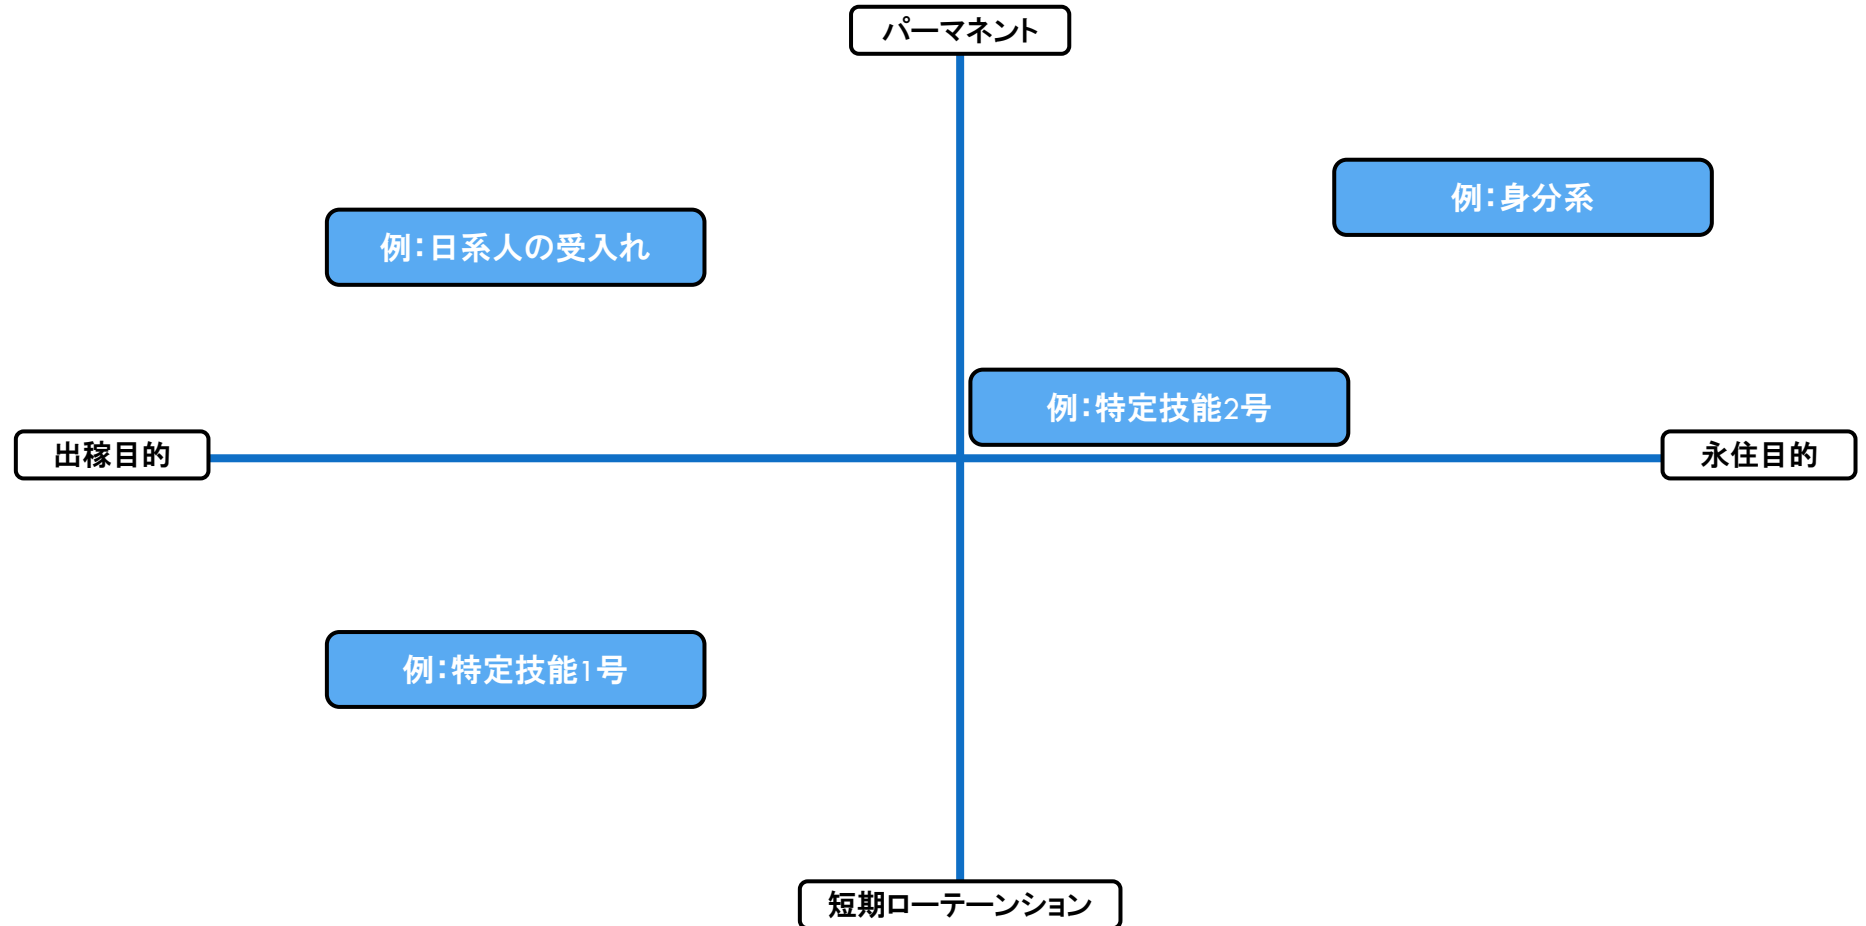 パーマネント
例：身分系
例：日系人の受入れ
例：特定技能2号
出稼目的
永住目的
例：特定技能1号
短期ローテーンション